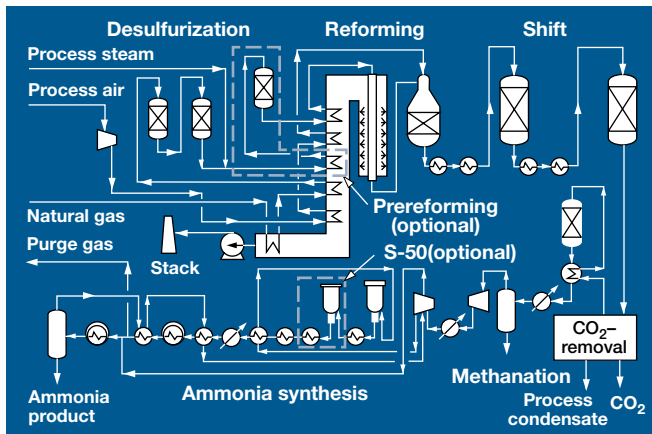 Desulfurization
Reforming
Shift
Process steam
Process air
Natural gas
Purge gas
Stack
Prereforming
(optional)
S-50(optional)
CO₂–
removal
Methanation
Ammonia synthesis
Ammonia
product
Process
condensate
CO₂